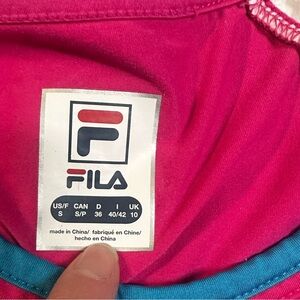 FILA
US/F CAN D I UK
S S/P 36 40/42 10
made in China/ fabriqué en Chine/
hecho en China